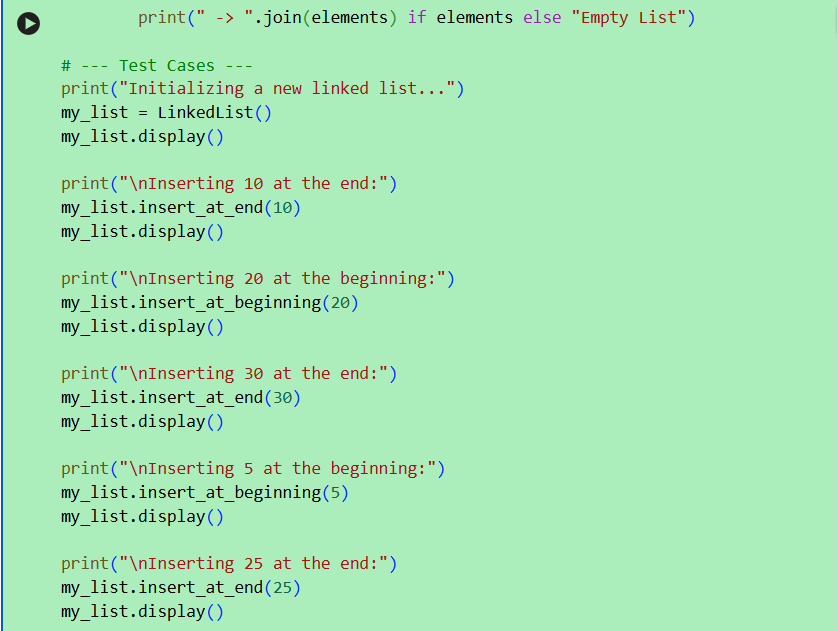 print(" -> ".join(elements) if elements else "Empty List")
# --- Test Cases ---
print("Initializing a new linked list...")
my_list = LinkedList()
my_list.display()
print("\nInserting 10 at the end:")
my_list.insert_at_end(10)
my_list.display()
print("\nInserting 20 at the beginning:")
my_list.insert_at_beginning(20)
my_list.display()
print("\nInserting 30 at the end:")
my_list.insert_at_end(30)
my_list.display()
print("\nInserting 5 at the beginning:")
my_list.insert_at_beginning(5)
my_list.display()
print("\nInserting 25 at the end:")
my_list.insert_at_end(25)
my_list.display()